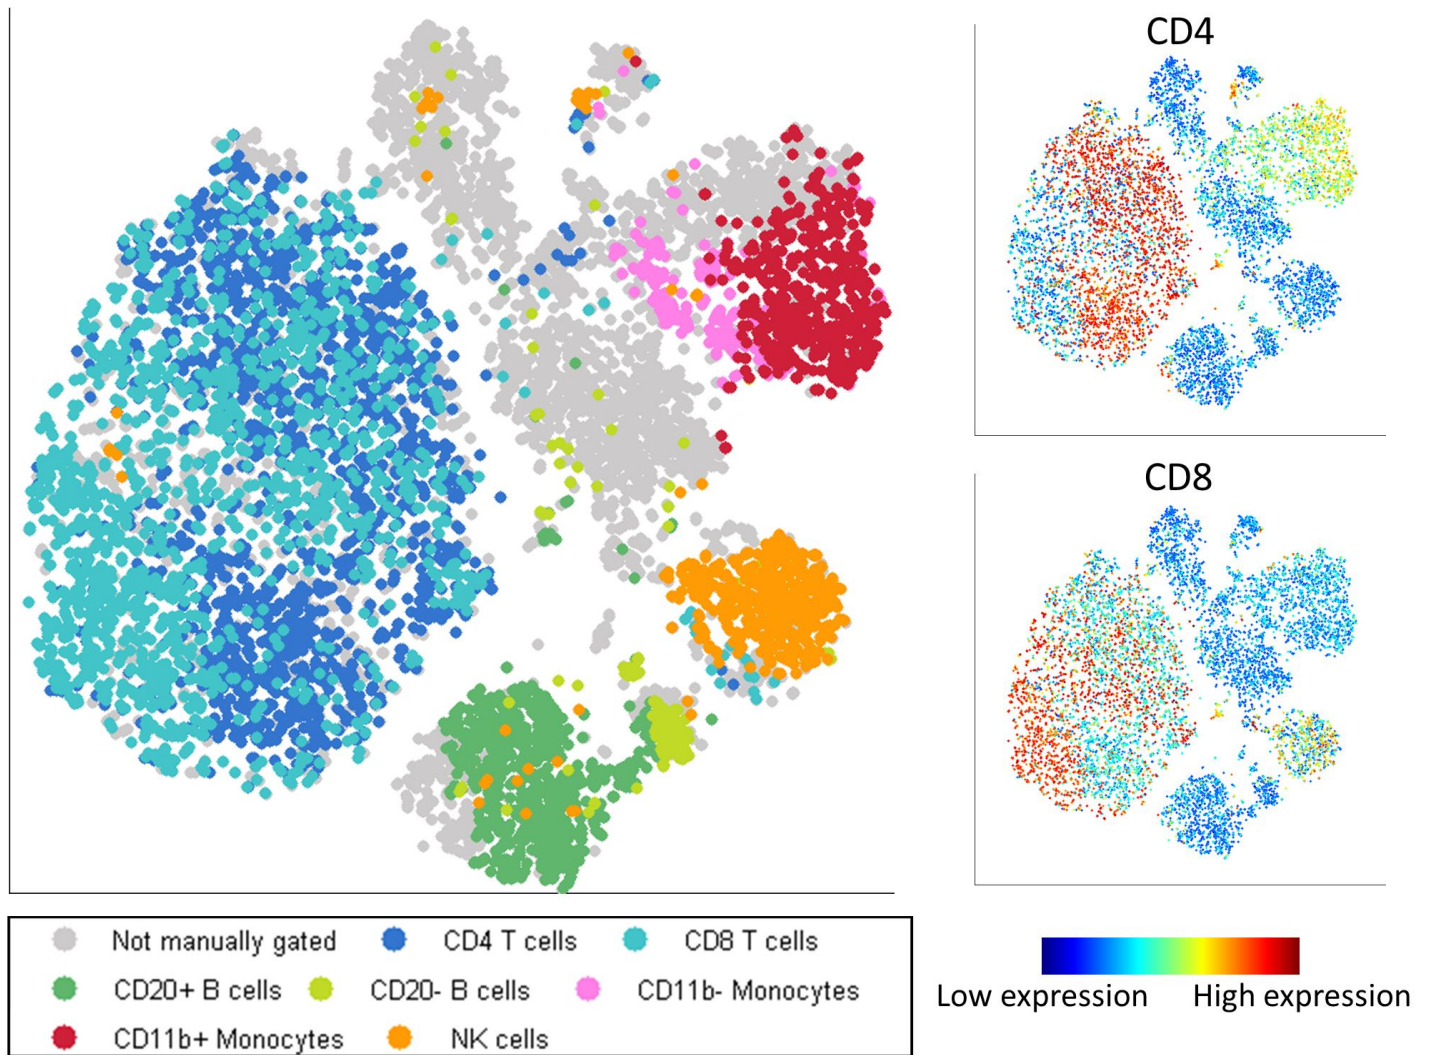 CD4
CD8
Not manually gated CD4 T cells CD8 T cells
CD20+ B cells CD20- B cells CD11b- Monocytes
CD11b+ Monocytes NK cells
Low expression High expression